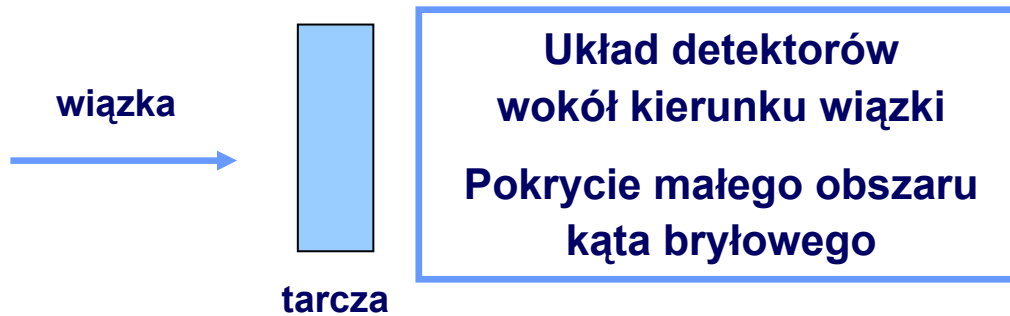 wiązka
tarcza
Układ detektorów
wokół kierunku wiązki
Pokrycie małego obszaru
kąta bryłowego